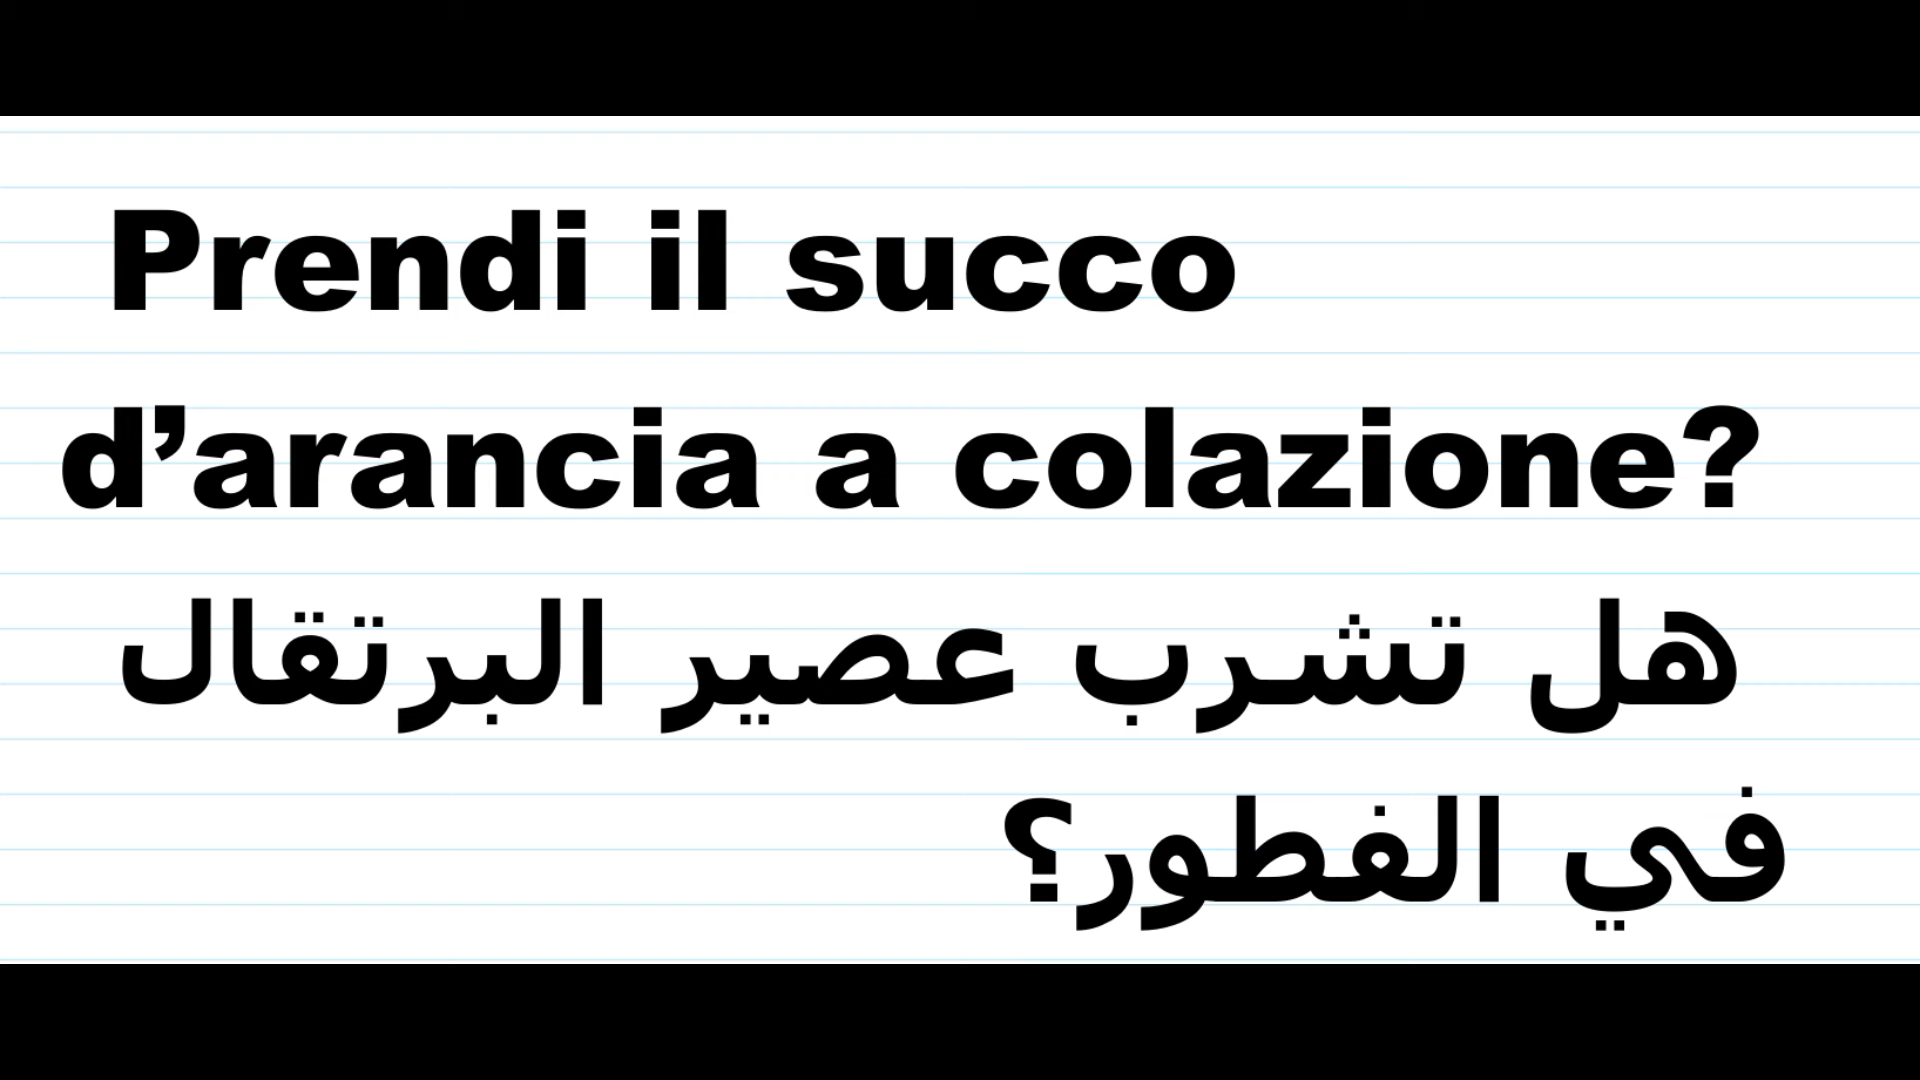 Prendi il succo
d’arancia a colazione?
هل تشرب عصير البرتقال
في الفطور؟